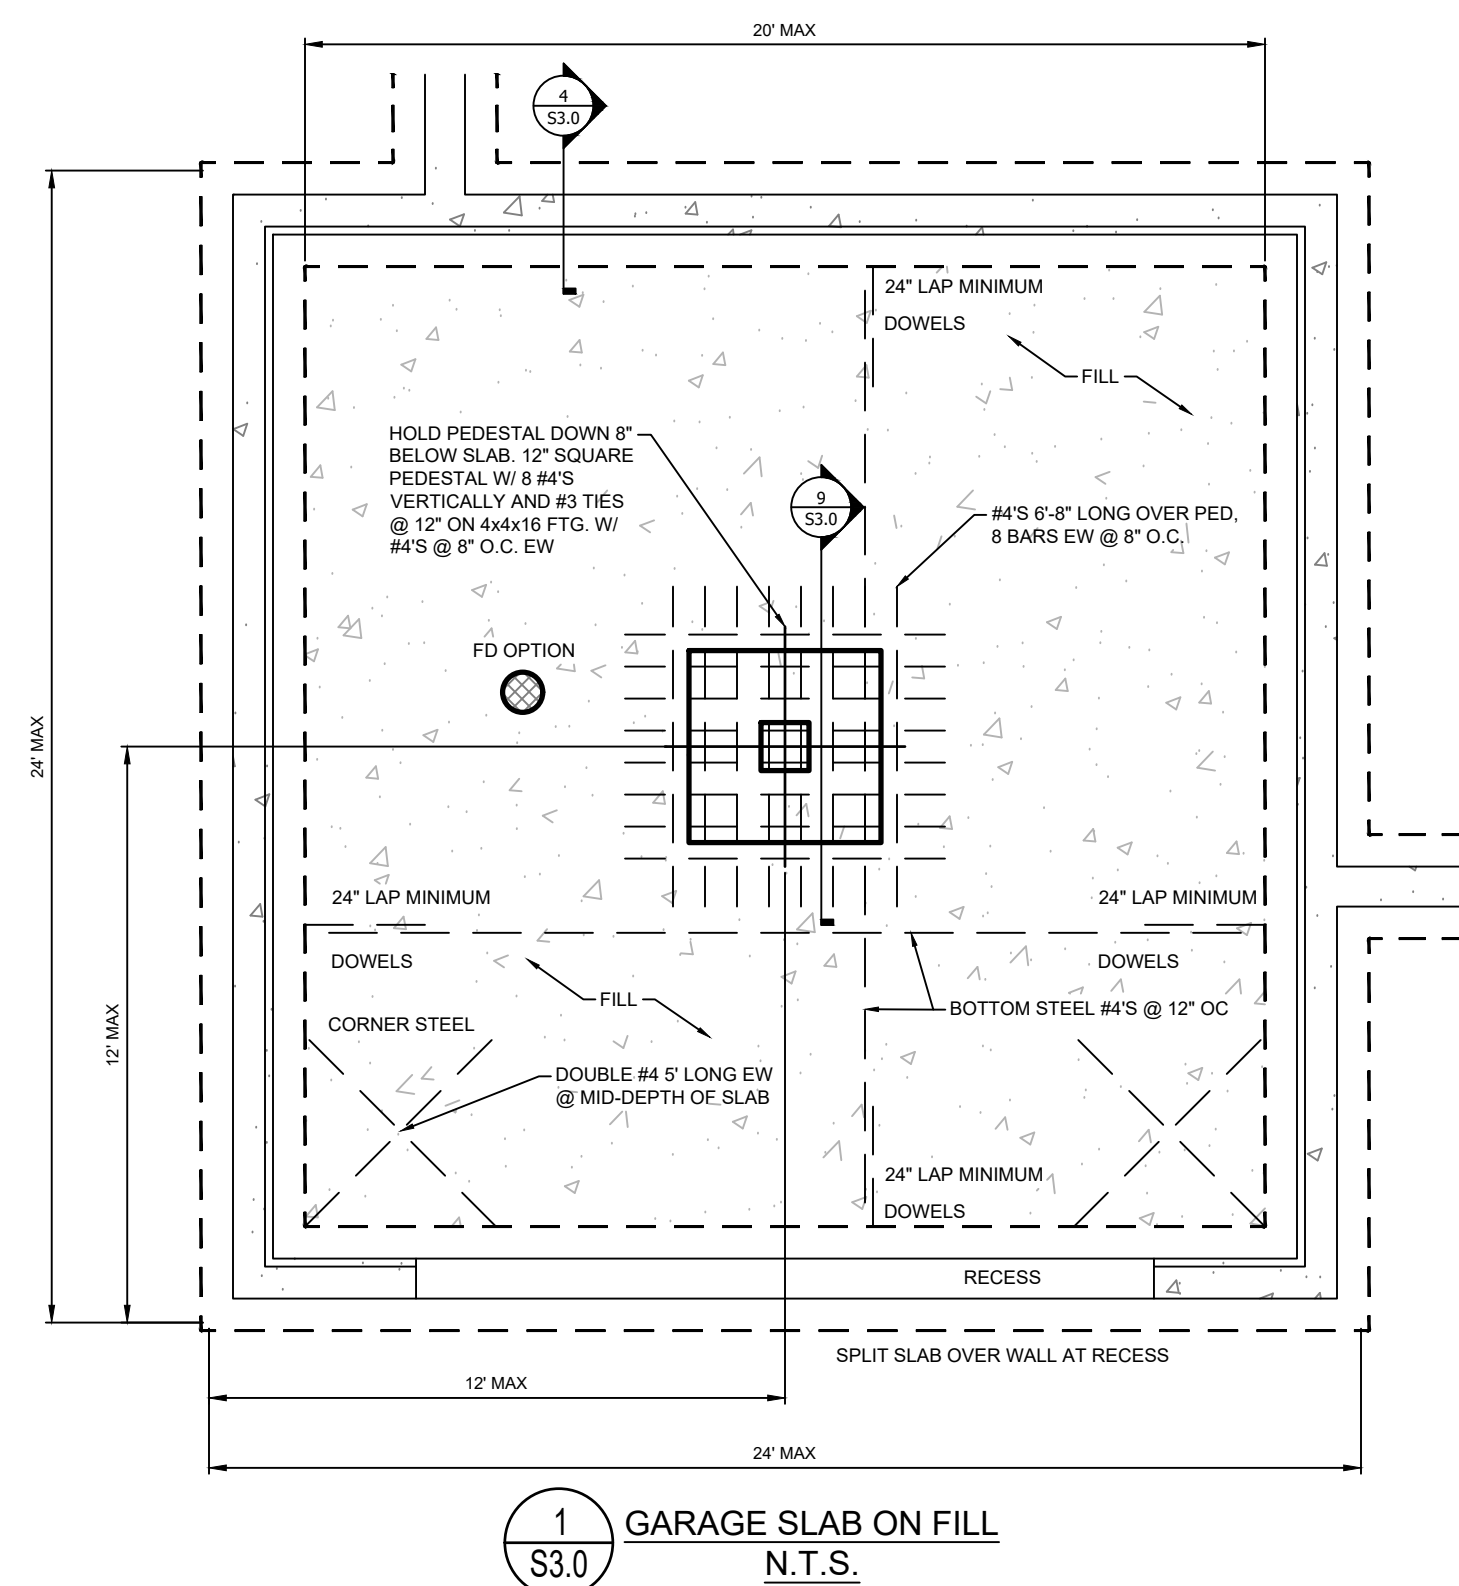 20' MAX
4
S3.0
24" LAP MINIMUM
DOWELS
FILL
HOLD PEDESTAL DOWN 8"
BELOW SLAB. 12" SQUARE
PEDESTAL W/ 8 #4'S
VERTICALLY AND #3 TIES
@ 12" ON 4x4x16 FTG. W/
#4'S @ 8" O.C. EW
9
S3.0
#4'S 6'-8" LONG OVER PED,
8 BARS EW @ 8" O.C.
FD OPTION
24' MAX
24" LAP MINIMUM
24" LAP MINIMUM
DOWELS
DOWELS
FILL
BOTTOM STEEL #4'S @ 12" OC
12' MAX
CORNER STEEL
DOUBLE #4 5' LONG EW
@ MID-DEPTH OF SLAB
24" LAP MINIMUM
DOWELS
RECESS
SPLIT SLAB OVER WALL AT RECESS
12' MAX
24' MAX
1
S3.0
GARAGE SLAB ON FILL
N.T.S.